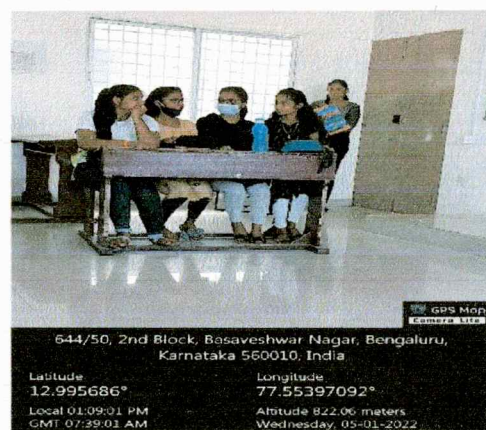 GPS Map
Camera Lite
644/50, 2nd Block, Basaveshwar Nagar, Bengaluru,
Karnataka 560010, India
Latitude
12.995686°
Longitude
77.55397092°
Local 01:09:01 PM
GMT 07:39:01 AM
Altitude 822.06 meters
Wednesday, 05-01-2022